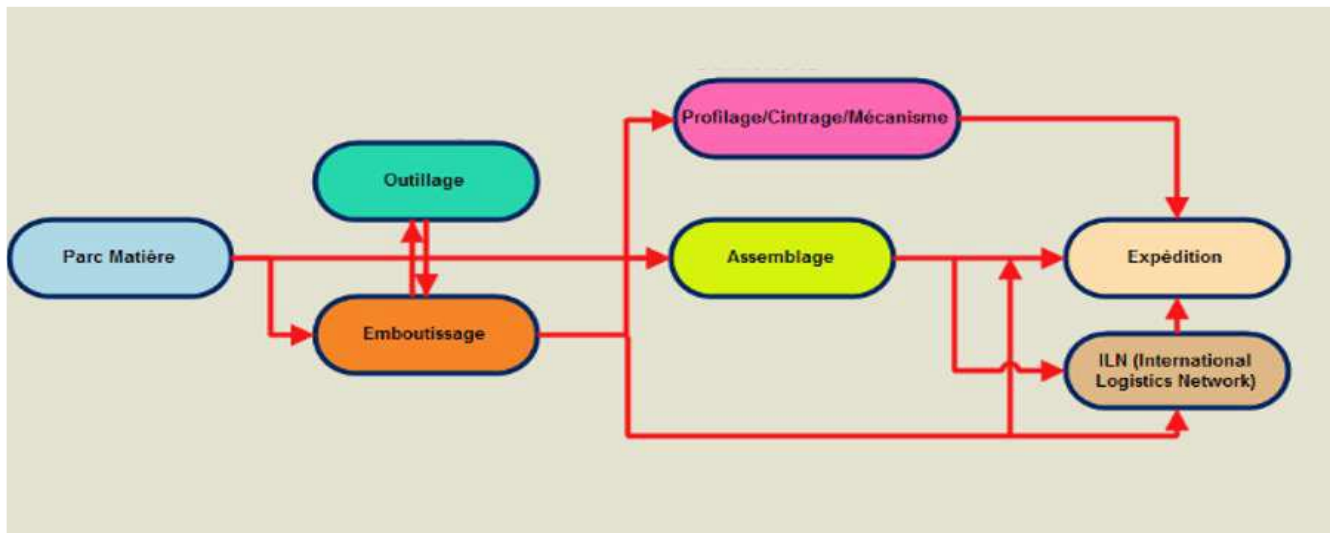 Profilage/Cintrage/Mécanisme
Outillage
Parc Matière
Assemblage
Expédition
Emboutissage
ILN (International
Logistics Network)